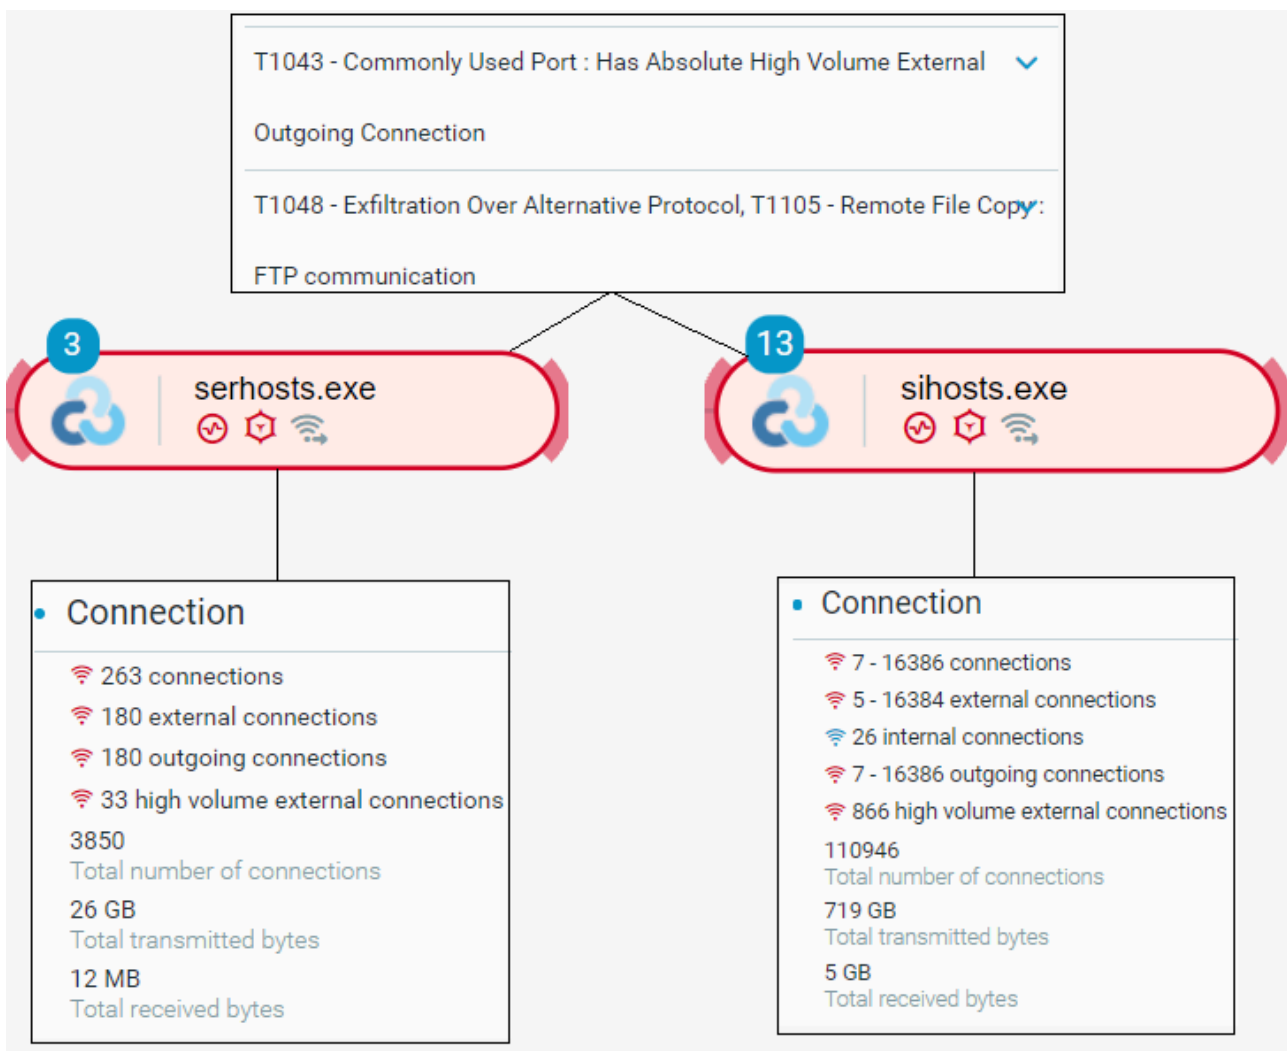 T1043 - Commonly Used Port : Has Absolute High Volume External
Outgoing Connection
T1048 - Exfiltration Over Alternative Protocol, T1105 - Remote File Copy :
FTP communication
3
serhosts.exe
13
sihosts.exe
Connection
263 connections
180 external connections
180 outgoing connections
33 high volume external connections
3850
Total number of connections
26 GB
Total transmitted bytes
12 MB
Total received bytes
Connection
7 - 16386 connections
5 - 16384 external connections
26 internal connections
7 - 16386 outgoing connections
866 high volume external connections
110946
Total number of connections
719 GB
Total transmitted bytes
5 GB
Total received bytes